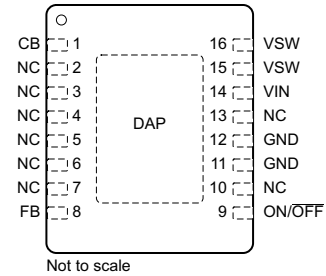 CB 1 16 VSW
NC 2 15 VSW
NC 3 14 VIN
NC 4 13 NC
DAP
NC 5 12 GND
NC 6 11 GND
NC 7 10 NC
FB 8 9 ON/OFF
Not to scale